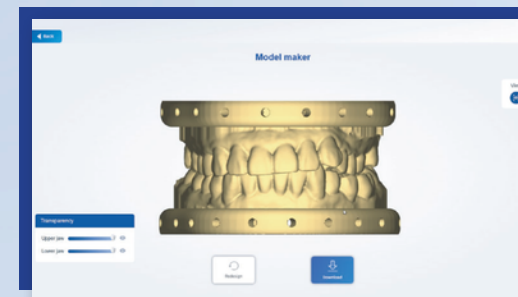 Back
Model maker
Transparency
Upper jaw
Lower jaw
Redesign
Download